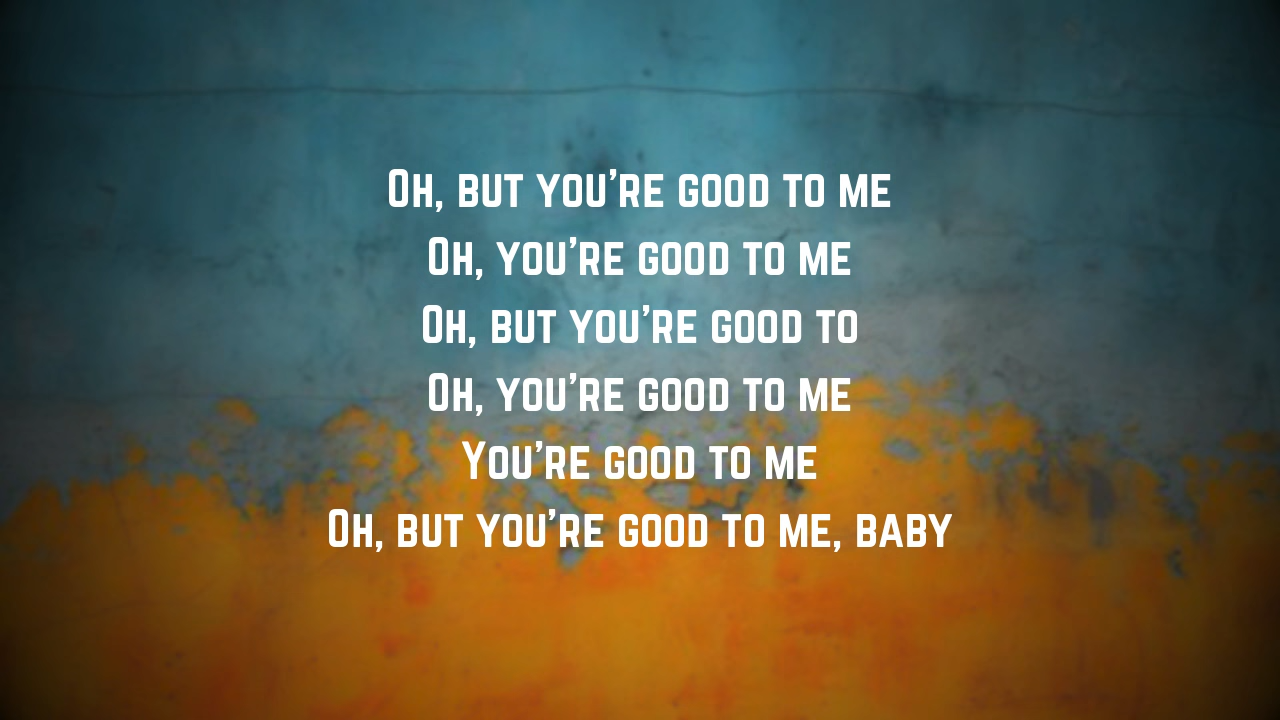 Oh, but you're good to me
Oh, you're good to me
Oh, but you're good to
Oh, you're good to me
You're good to me
Oh, but you're good to me, baby